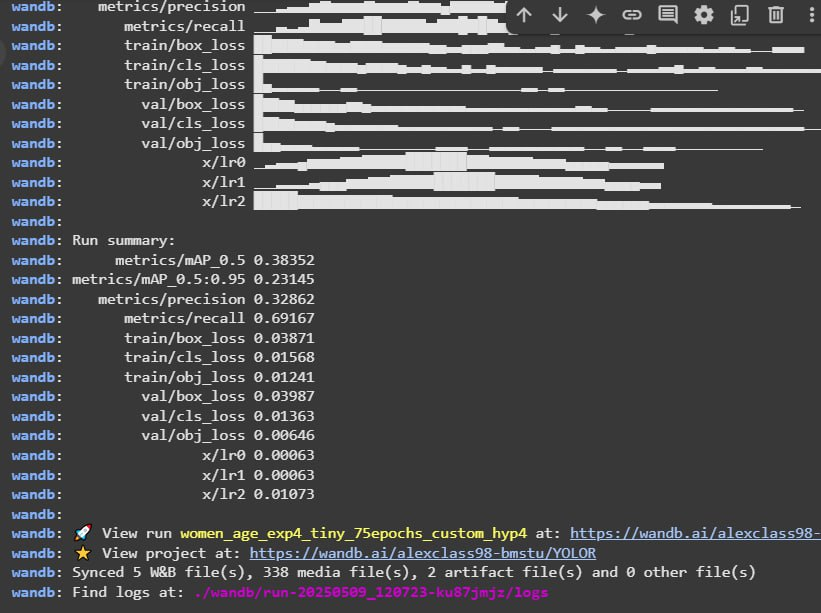 wandb: metrics/precision
wandb: metrics/recall
wandb: train/box_loss
wandb: train/cls_loss
wandb: train/obj_loss
wandb: val/box_loss
wandb: val/cls_loss
wandb: val/obj_loss
wandb: x/lr0
wandb: x/lr1
wandb: x/lr2
wandb:
wandb: Run summary:
wandb: metrics/mAP_0.5 0.38352
wandb: metrics/mAP_0.5:0.95 0.23145
wandb: metrics/precision 0.32862
wandb: metrics/recall 0.69167
wandb: train/box_loss 0.03871
wandb: train/cls_loss 0.01568
wandb: train/obj_loss 0.01241
wandb: val/box_loss 0.03987
wandb: val/cls_loss 0.01363
wandb: val/obj_loss 0.00646
wandb: x/lr0 0.00063
wandb: x/lr1 0.00063
wandb: x/lr2 0.01073
wandb:
wandb: 🚀 View run women_age_exp4_tiny_75epochs_custom_hyp4 at: https://wandb.ai/alexclass98-
wandb: ⭐ View project at: https://wandb.ai/alexclass98-bmstu/YOLOR
wandb: Synced 5 W&B file(s), 338 media file(s), 2 artifact file(s) and 0 other file(s)
wandb: Find logs at: ./wandb/run-20250509_120723-ku87jmjz/logs